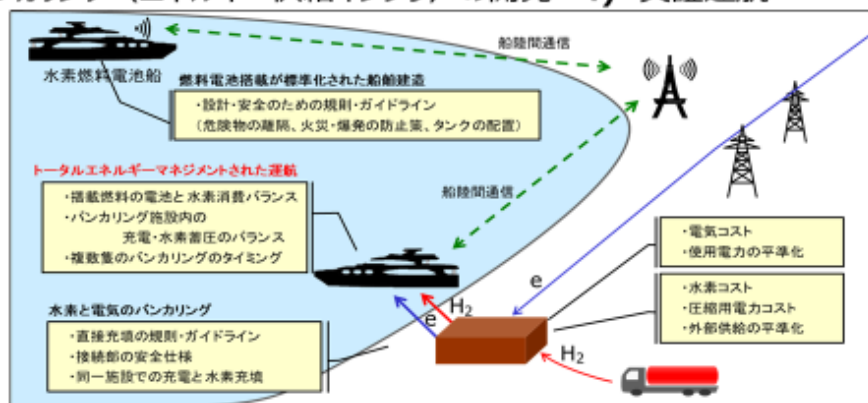 船陸間通信
水素燃料電池船
燃料電池搭載が標準化された船舶建造
・設計・安全のための規則・ガイドライン
(危険物の離隔、火災・爆発の防止策、タンクの配置)
トータルエネルギーマネジメントされた運航
・搭載燃料の電池と水素消費バランス
・バンカリング施設内の
充電・水素蓄圧のバランス
・複数隻のバンカリングのタイミング
船陸間通信
・電気コスト
・使用電力の平準化
e
水素と電気のバンカリング
H2
e
・水素コスト
・圧縮用電力コスト
・外部供給の平準化
・直接充填の規則・ガイドライン
・接続部の安全仕様
・同一施設での充電と水素充填
H2